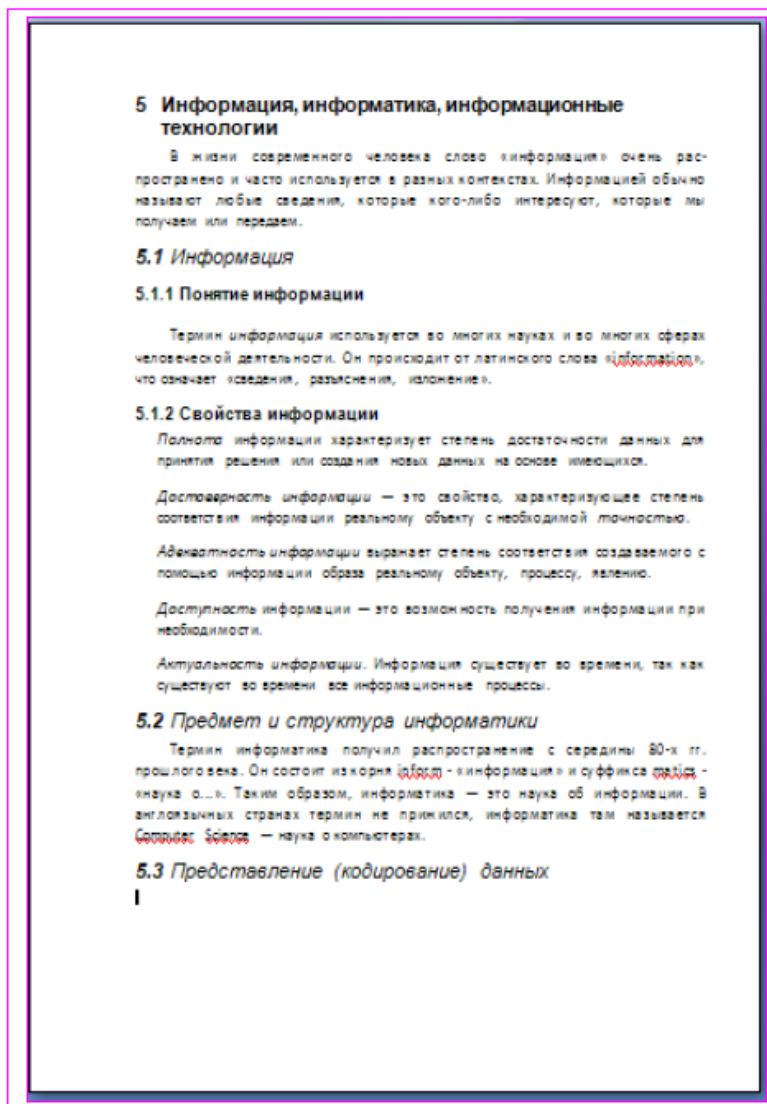 5 Информация, информатика, информационные
технологии
В жизни современного человека слово «информация» очень рас-
пространено и часто используется в разных контекстах. Информацией обычно
называют любые сведения, которые кого-либо интересуют, которые мы
получаем или передаем.
5.1 Информация
5.1.1 Понятие информации
Термин информация используется во многих науках и во многих сферах
человеческой деятельности. Он происходит от латинского слова «information»,
что означает «сведения, разъяснения, изложение».
5.1.2 Свойства информации
Полнота информации характеризует степень достаточности данных для
принятия решения или создания новых данных на основе имеющихся.
Достоверность информации — это свойство, характеризующее степень
соответствия информации реальному объекту с необходимой точностью.
Адекватность информации выражает степень соответствия создаваемого с
помощью информации образа реальному объекту, процессу, явлению.
Доступность информации — это возможность получения информации при
необходимости.
Актуальность информации. Информация существует во времени, так как
существуют во времени все информационные процессы.
5.2 Предмет и структура информатики
Термин информатика получил распространение с середины 80-х гг.
прошлого века. Он состоит из корня inform - «информация» и суффикса matics -
«наука о...». Таким образом, информатика — это наука об информации. В
англоязычных странах термин не прижился, информатика там называется
Computer Science — наука о компьютерах.
5.3 Представление (кодирование) данных